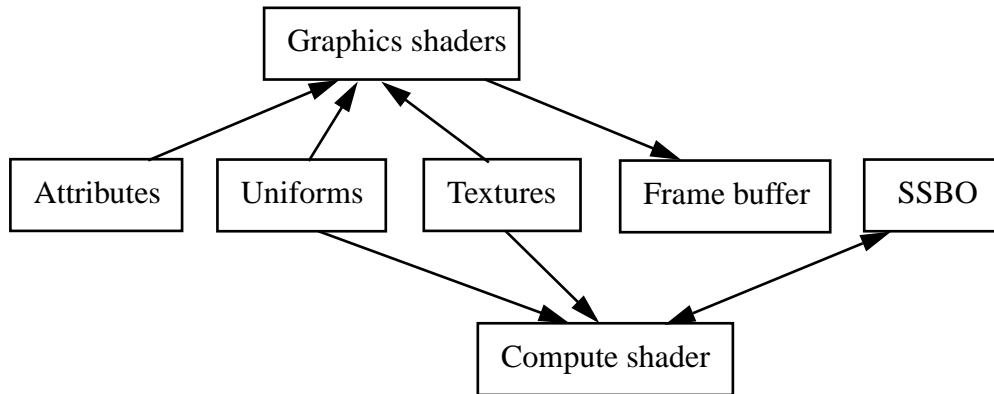 Graphics shaders
Attributes
Uniforms
Textures
Frame buffer
SSBO
Compute shader